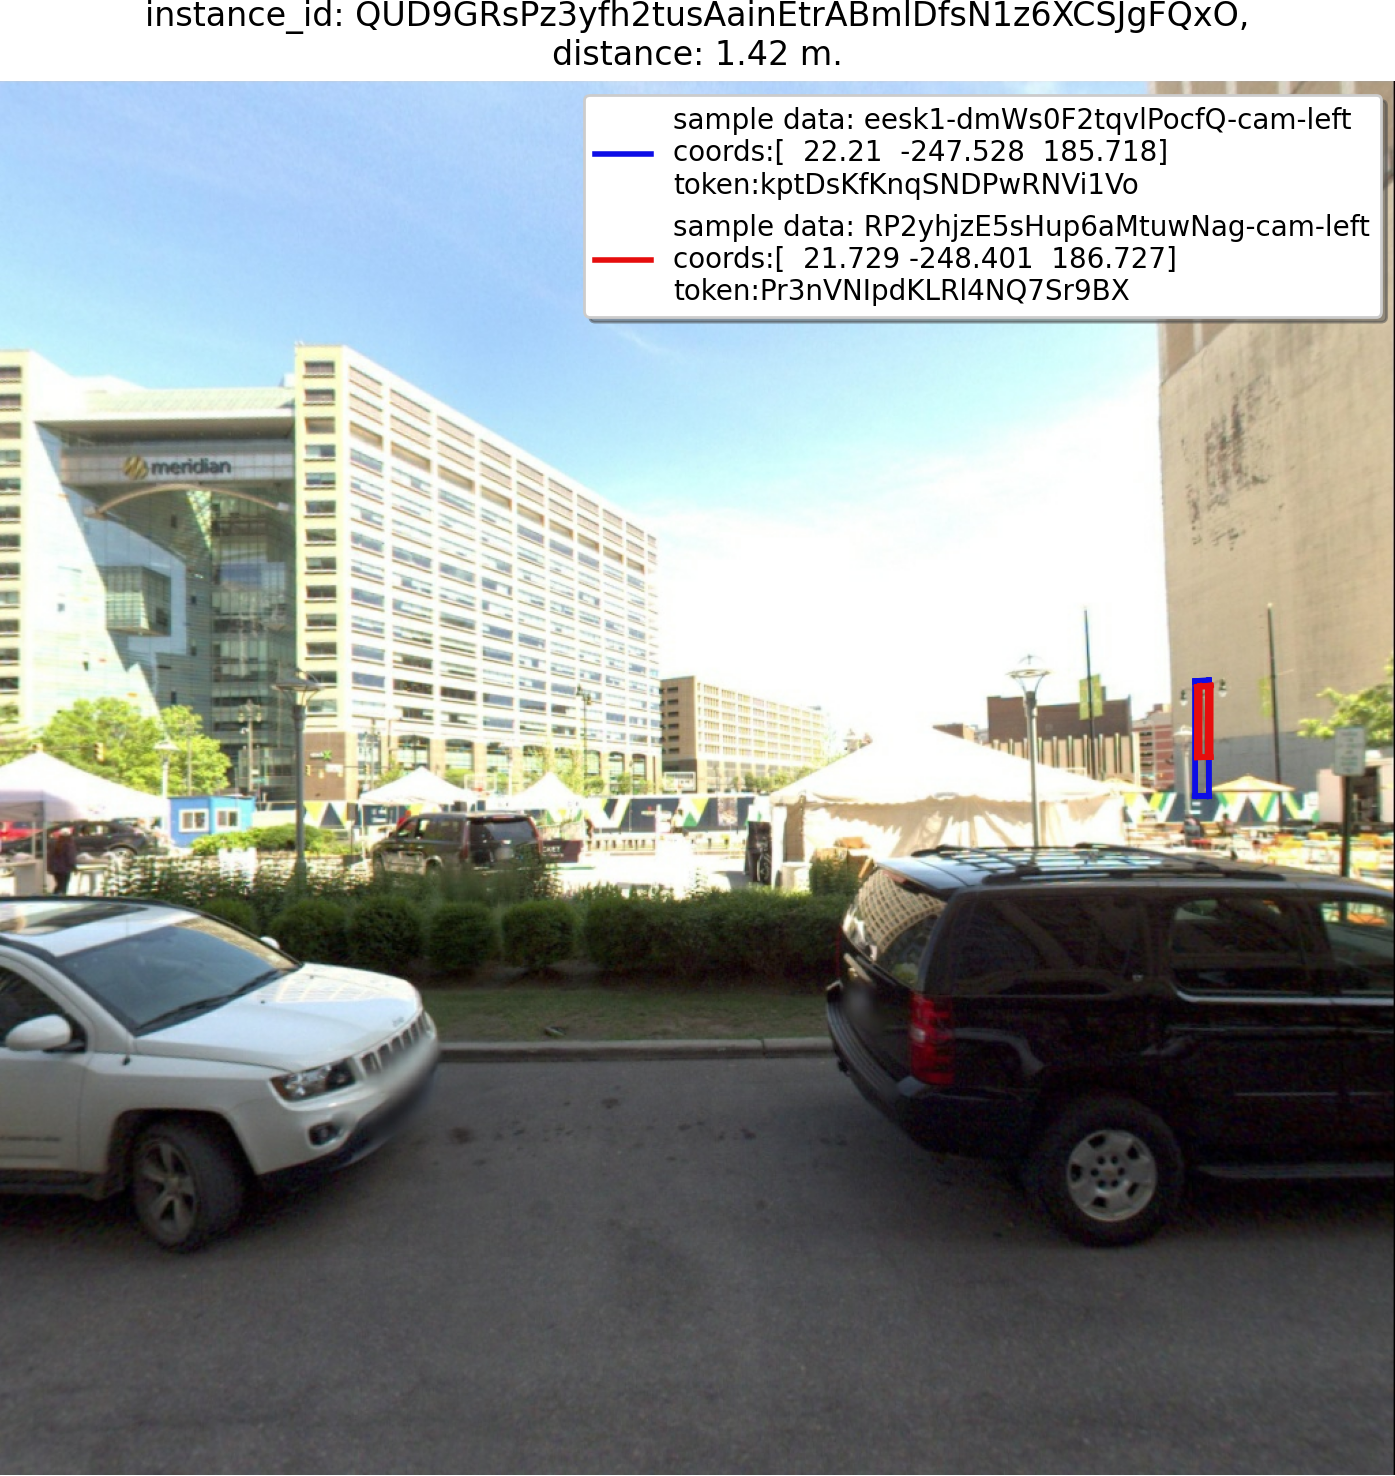 instance_id: QUD9GRsPz3yfh2tusAainEtrABmlDfsN1z6XCSJgFQxO,
distance: 1.42 m.
sample data: eesk1-dmWs0F2tqvlPocfQ-cam-left
coords:[  22.21  -247.528  185.718]
token:kptDsKfKnqSNDPwRNVi1Vo
sample data: RP2yhjzE5sHup6aMtuwNag-cam-left
coords:[  21.729 -248.401  186.727]
token:Pr3nVNIpdKLRl4NQ7Sr9BX
meridian